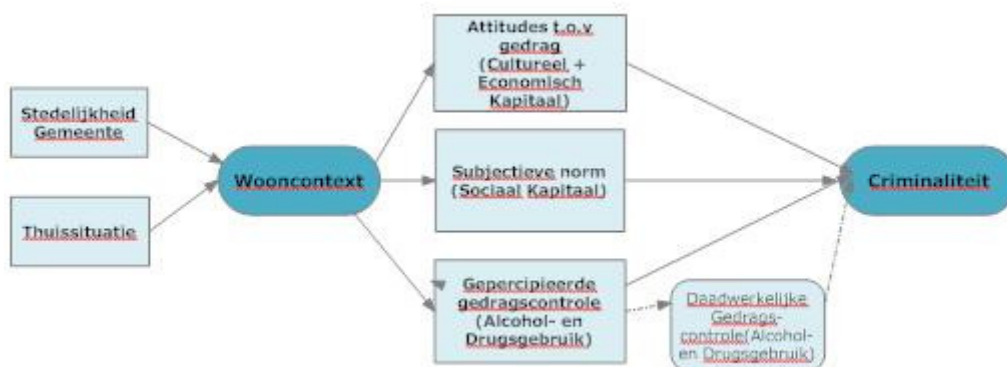 Stedelijkheid
Gemeente
Thuissituatie
Wooncontext
Attitudes t.o.v
gedrag
(Cultureel +
Economisch
Kapitaal)
Subjectieve norm
(Sociaal Kapitaal)
Gepercipieerde
gedragscontrole
(Alcohol- en
Drugsgebruik)
Daadwerkelijke
Gedrags-
controle(Alcohol-
en Drugsgebruik)
Criminaliteit